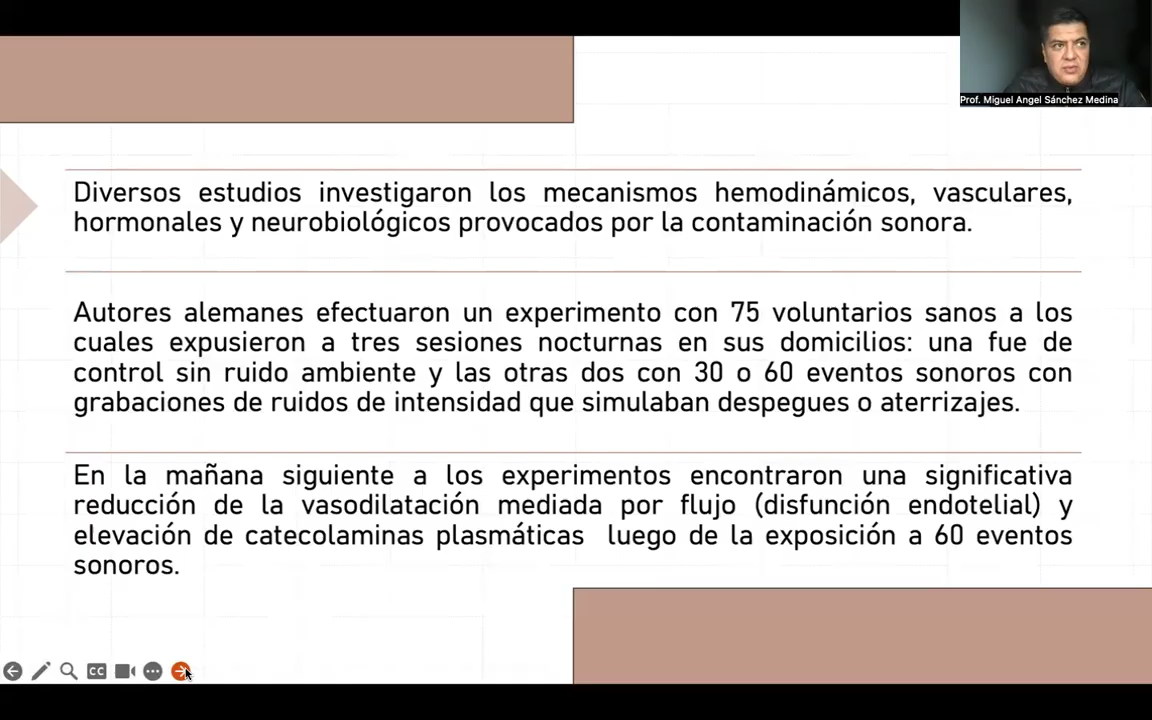 Prof. Miguel Angel Sánchez Medina
Diversos estudios investigaron los mecanismos hemodinámicos, vasculares,
hormonales y neurobiológicos provocados por la contaminación sonora.
Autores alemanes efectuaron un experimento con 75 voluntarios sanos a los
cuales expusieron a tres sesiones nocturnas en sus domicilios: una fue de
control sin ruido ambiente y las otras dos con 30 o 60 eventos sonoros con
grabaciones de ruidos de intensidad que simulaban despegues o aterrizajes.
En la mañana siguiente a los experimentos encontraron una significativa
reducción de la vasodilatación mediada por flujo (disfunción endotelial) y
elevación de catecolaminas plasmáticas luego de la exposición a 60 eventos
sonoros.
CC